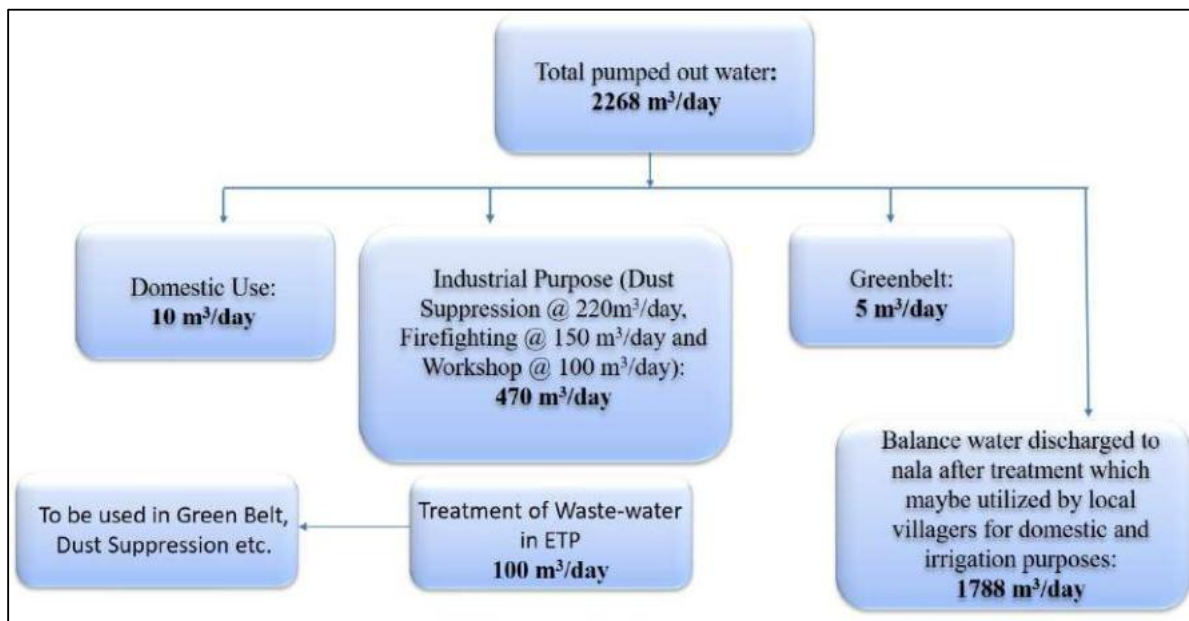 Total pumped out water:
2268 m³/day
Domestic Use:
10 m³/day
Industrial Purpose (Dust
Suppression @ 220m³/day,
Firefighting @ 150 m³/day and
Workshop @ 100 m³/day):
470 m³/day
Greenbelt:
5 m³/day
Balance water discharged to
nala after treatment which
maybe utilized by local
villagers for domestic and
irrigation purposes:
1788 m³/day
To be used in Green Belt,
Dust Suppression etc.
Treatment of Waste-water
in ETP
100 m³/day